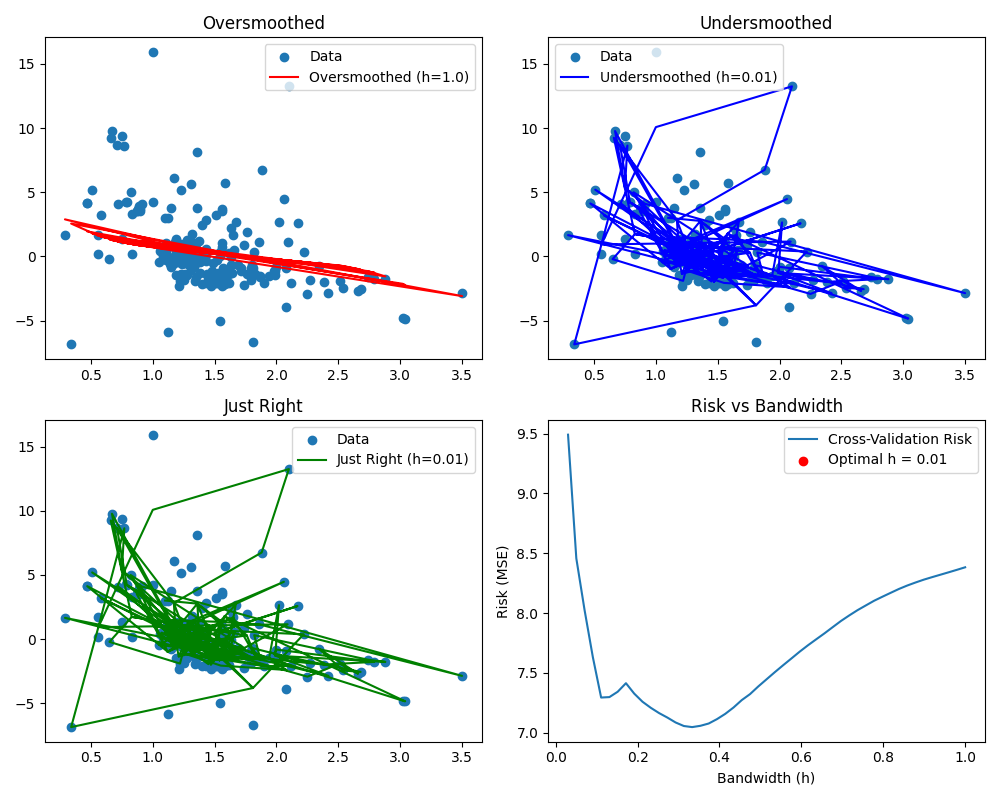 Oversmoothed
Data
Oversmoothed (h=1.0)
15
10
5
0
−5
0.5 1.0 1.5 2.0 2.5 3.0 3.5
Undersmoothed
Data
Undersmoothed (h=0.01)
15
10
5
0
−5
0.5 1.0 1.5 2.0 2.5 3.0 3.5
Just Right
Data
Just Right (h=0.01)
15
10
5
0
−5
0.5 1.0 1.5 2.0 2.5 3.0 3.5
Risk vs Bandwidth
Cross-Validation Risk
Optimal h = 0.01
Risk (MSE)
9.5
9.0
8.5
8.0
7.5
7.0
0.0 0.2 0.4 0.6 0.8 1.0
Bandwidth (h)